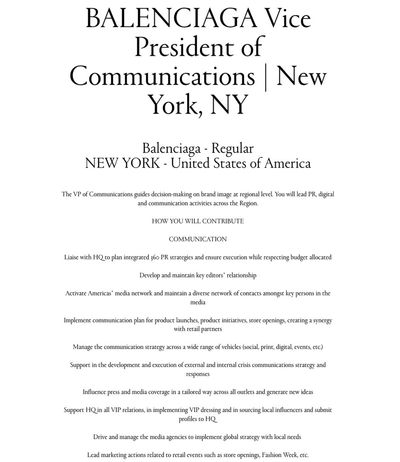 BALENCIAGA Vice
President of
Communications | New
York, NY
Balenciaga - Regular
NEW YORK - United States of America
The VP of Communications guides decision-making on brand image at regional level. You will lead PR, digital
and communication activities across the Region.
HOW YOU WILL CONTRIBUTE
COMMUNICATION
Liaise with HQ to plan integrated 360 PR strategies and ensure execution while respecting budget allocated
Develop and maintain key editors' relationship
Activate Americas' media network and maintain a diverse network of contacts amongst key persons in the
media
Implement communication plan for product launches, product initiatives, store openings, creating a synergy
with retail partners
Manage the communication strategy across a wide range of vehicles (social, print, digital, events, etc.)
Support in the development and execution of external and internal crisis communications strategy and
responses
Influence press and media coverage in a tailored way across all outlets and generate new ideas
Support HQ in all VIP relations, in implementing VIP dressing and in sourcing local influencers and submit
profiles to HQ
Drive and manage the media agencies to implement global strategy with local needs
Lead marketing actions related to retail events such as store openings, Fashion Week, etc.